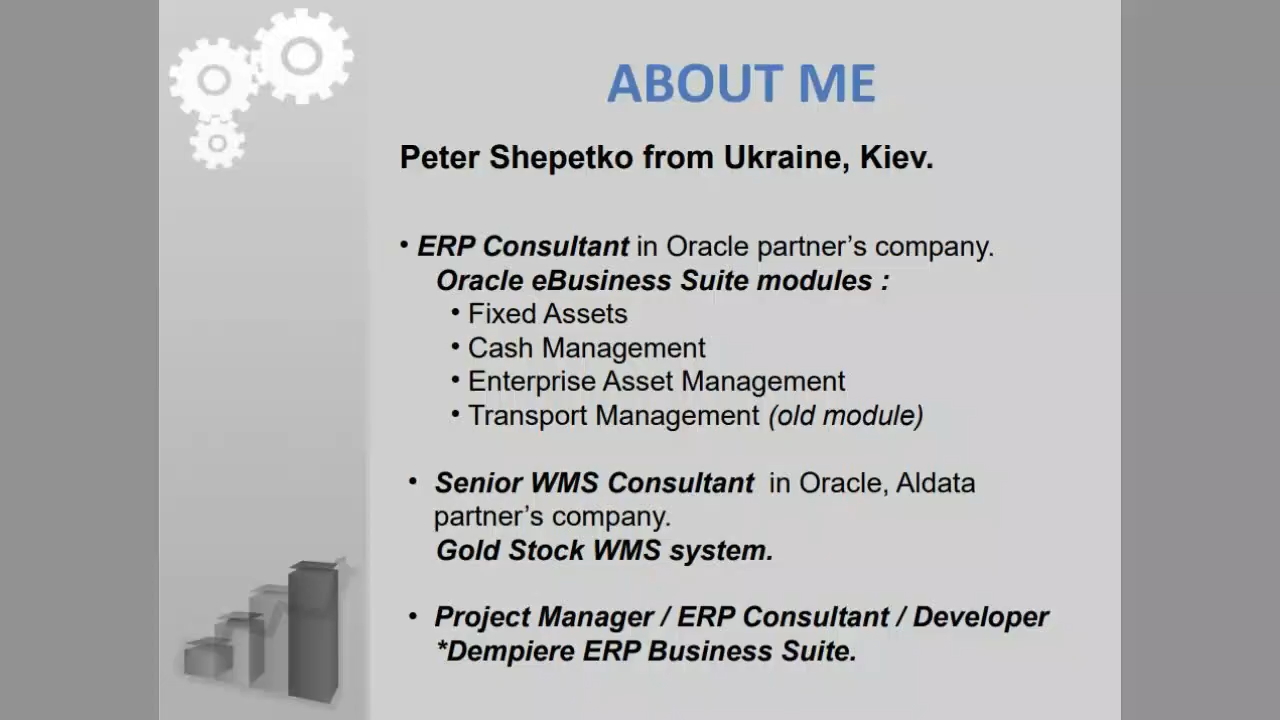 ABOUT ME
Peter Shepetko from Ukraine, Kiev.
• ERP Consultant in Oracle partner’s company.
Oracle eBusiness Suite modules :
• Fixed Assets
• Cash Management
• Enterprise Asset Management
• Transport Management (old module)
• Senior WMS Consultant in Oracle, Aldata
partner’s company.
Gold Stock WMS system.
• Project Manager / ERP Consultant / Developer
*Dempiere ERP Business Suite.